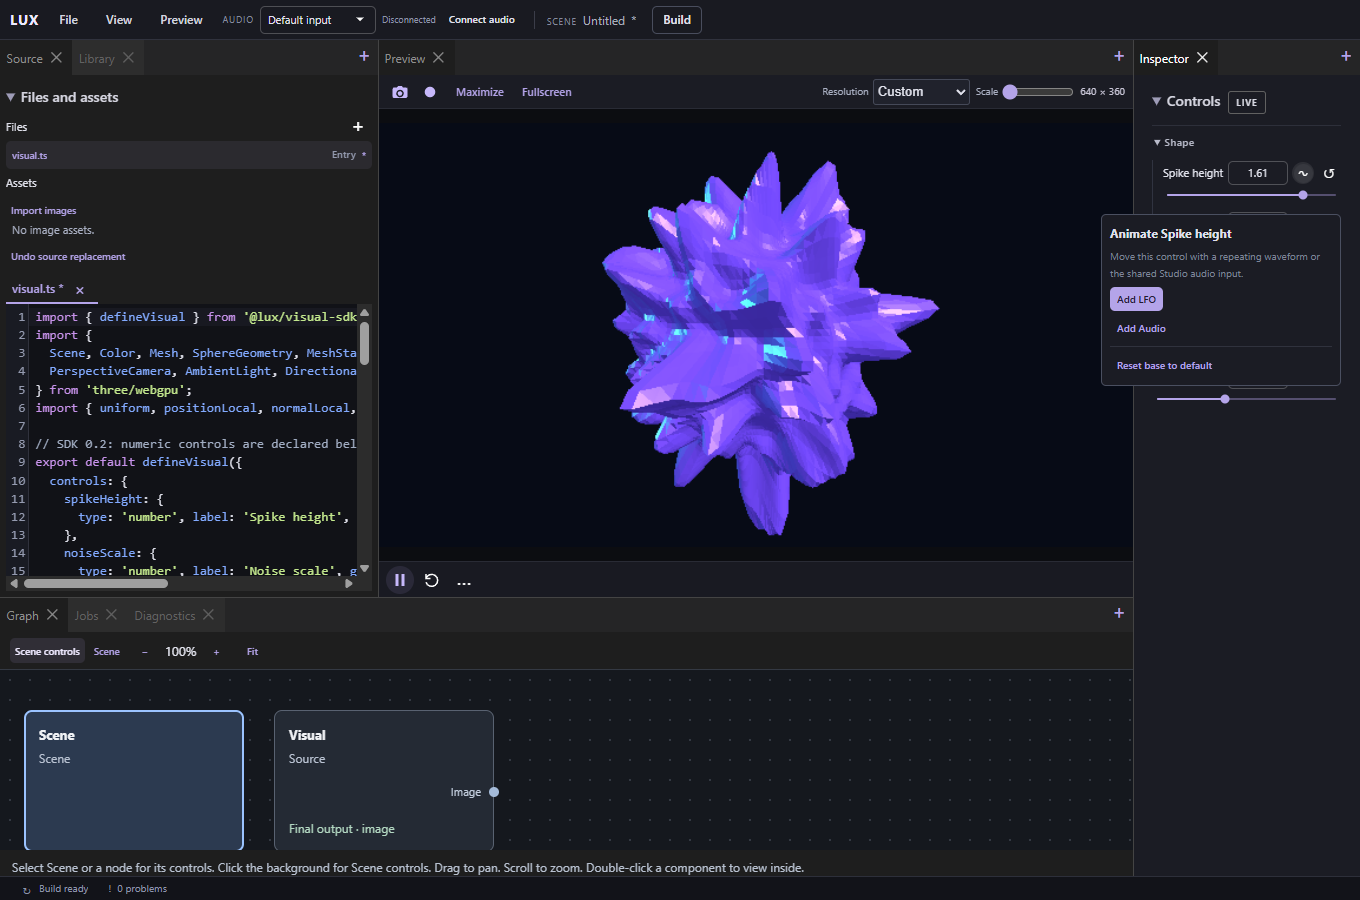 LUX File View Preview AUDIO Default input Disconnected Connect audio SCENE Untitled * Build
Source Library +
Files and assets
Files +
visual.ts Entry *
Assets
Import images
No image assets.
Undo source replacement
visual.ts * ×
1 import { defineVisual } from '@lux/visual-sdk
2 import {
3 Scene, Color, Mesh, SphereGeometry, MeshSta
4 PerspectiveCamera, AmbientLight, Directiona
5 } from 'three/webgpu';
6 import { uniform, positionLocal, normalLocal,
7
8 // SDK 0.2: numeric controls are declared bel
9 export default defineVisual({
10 controls: {
11 spikeHeight: {
12 type: 'number', label: 'Spike height',
13 },
14 noiseScale: {
15 type: 'number', label: 'Noise scale', g
Preview +
Maximize Fullscreen Resolution Custom Scale 640 × 360
...
Inspector +
Controls LIVE
Shape
Spike height 1.61
Animate Spike height
Move this control with a repeating waveform or
the shared Studio audio input.
Add LFO
Add Audio
Reset base to default
Graph Jobs Diagnostics +
Scene controls Scene − 100% + Fit
Scene
Scene
Visual
Source
Image
Final output · image
Select Scene or a node for its controls. Click the background for Scene controls. Drag to pan. Scroll to zoom. Double-click a component to view inside.
Build ready ! 0 problems